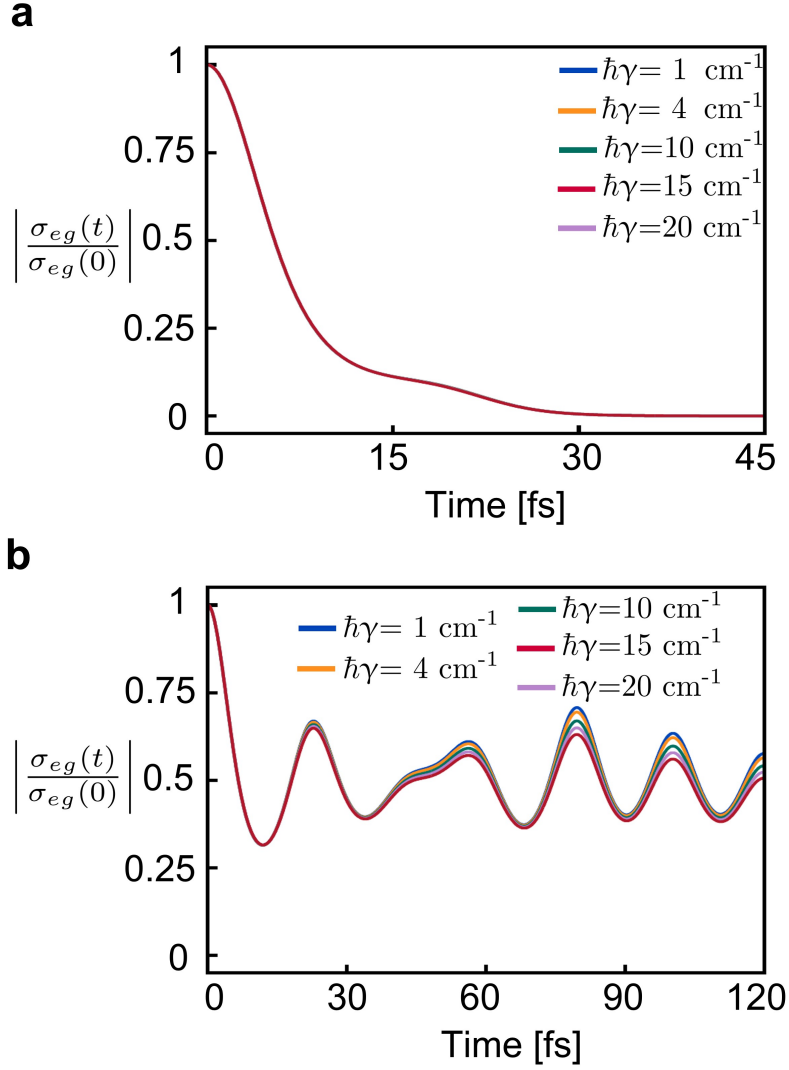 a
1
0.75
0.5
0.25
0
|σeg(t)/σeg(0)|
ħγ= 1 cm-1
ħγ= 4 cm-1
ħγ=10 cm-1
ħγ=15 cm-1
ħγ=20 cm-1
0 15 30 45
Time [fs]
b
1
0.75
0.5
0.25
0
|σeg(t)/σeg(0)|
ħγ= 1 cm-1
ħγ= 4 cm-1
ħγ=10 cm-1
ħγ=15 cm-1
ħγ=20 cm-1
0 30 60 90 120
Time [fs]